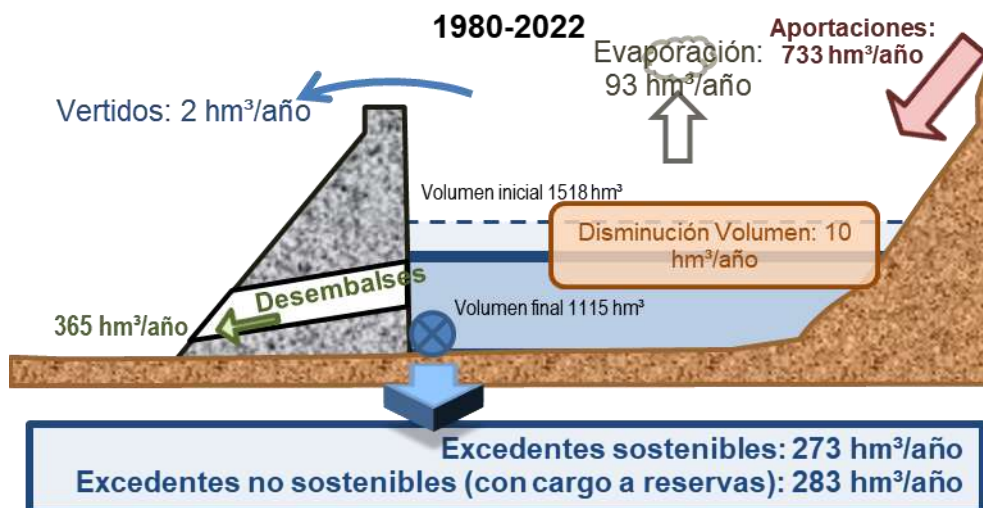 1980-2022
Aportaciones:
733 hm³/año
Evaporación:
93 hm³/año
Vertidos: 2 hm³/año
Volumen inicial 1518 hm³
Disminución Volumen: 10
hm³/año
Desembalses
Volumen final 1115 hm³
365 hm³/año
Excedentes sostenibles: 273 hm³/año
Excedentes no sostenibles (con cargo a reservas): 283 hm³/año